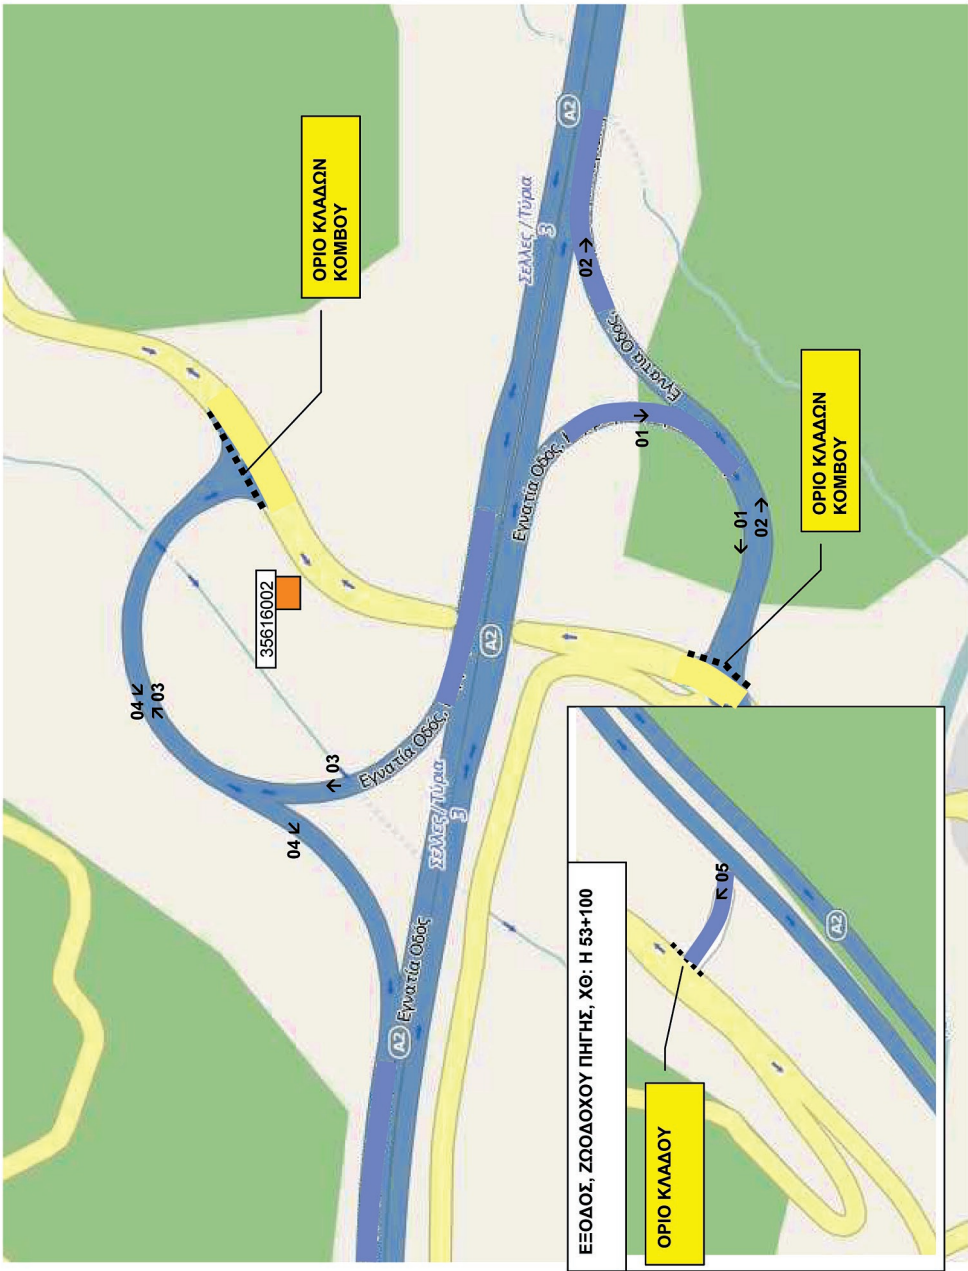 ΟΡΙΟ ΚΛΑΔΩΝ
ΚΟΜΒΟΥ
A2
Σελλες / Τύρια
3
02 →
Εγνατία Οδός,
01 →
Εγνατία Οδός,
← 01
02 →
ΟΡΙΟ ΚΛΑΔΩΝ
ΚΟΜΒΟΥ
35616002
A2
04 ↙
↗ 03
← 03
Εγνατία Οδός,
Σελλες / Τύρια
3
04 ↙
Εγνατία Οδός
A2
ΕΞΟΔΟΣ, ΖΩΟΔΟΧΟΥ ΠΗΓΗΣ, ΧΘ: Η 53+100
↖ 05
A2
ΟΡΙΟ ΚΛΑΔΟΥ